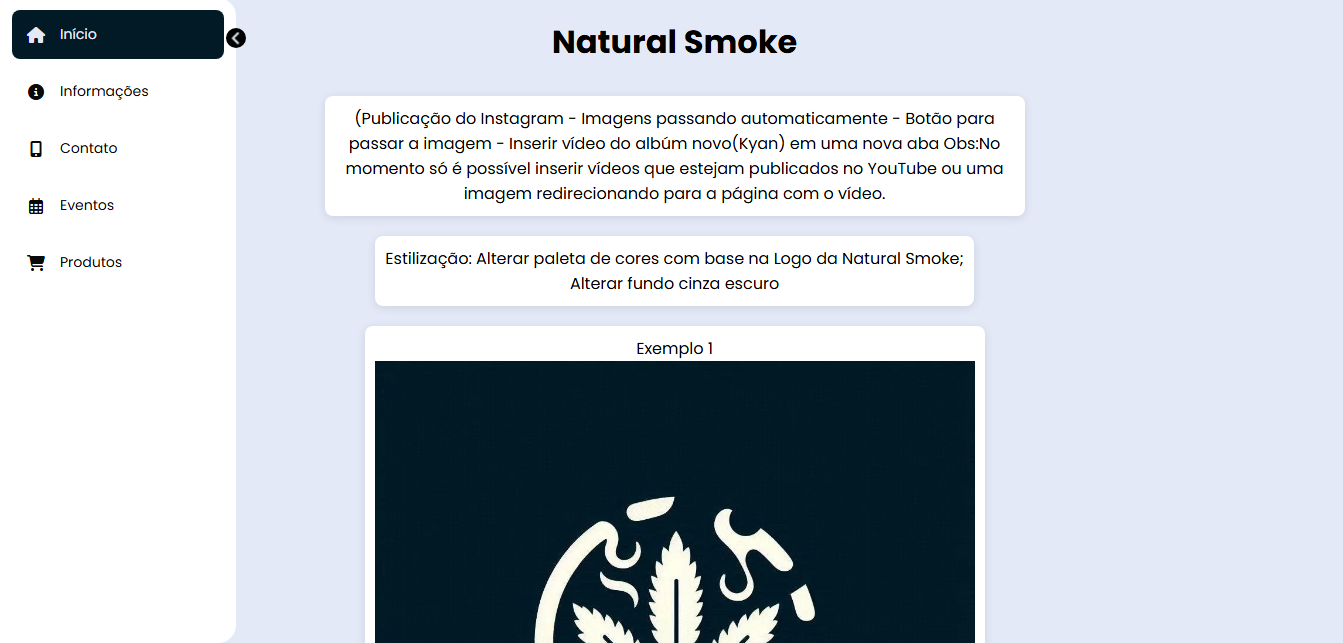 Início
Informações
Contato
Eventos
Produtos
Natural Smoke
(Publicação do Instagram - Imagens passando automaticamente - Botão para
passar a imagem - Inserir vídeo do albúm novo(Kyan) em uma nova aba Obs:No
momento só é possível inserir vídeos que estejam publicados no YouTube ou uma
imagem redirecionando para a página com o vídeo.
Estilização: Alterar paleta de cores com base na Logo da Natural Smoke;
Alterar fundo cinza escuro
Exemplo 1